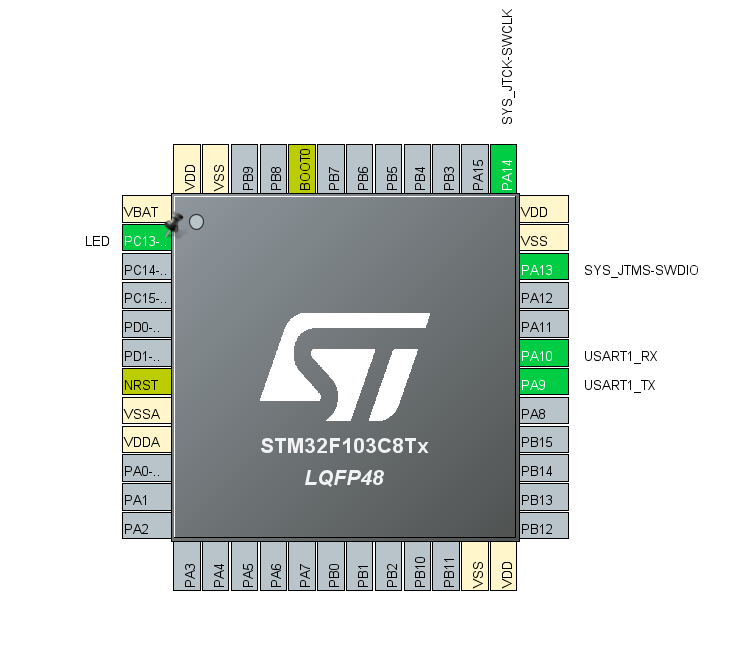 SYS_JTCK-SWCLK
VDD
VSS
PB9
PB8
BOOT0
PB7
PB6
PB5
PB4
PB3
PA15
PA14
VBAT
LED
PC13-..
PC14-..
PC15-..
PD0-..
PD1-..
NRST
VSSA
VDDA
PA0-..
PA1
PA2
STM32F103C8Tx
LQFP48
VDD
VSS
PA13 SYS_JTMS-SWDIO
PA12
PA11
PA10 USART1_RX
PA9 USART1_TX
PA8
PB15
PB14
PB13
PB12
PA3
PA4
PA5
PA6
PA7
PB0
PB1
PB2
PB10
PB11
VSS
VDD